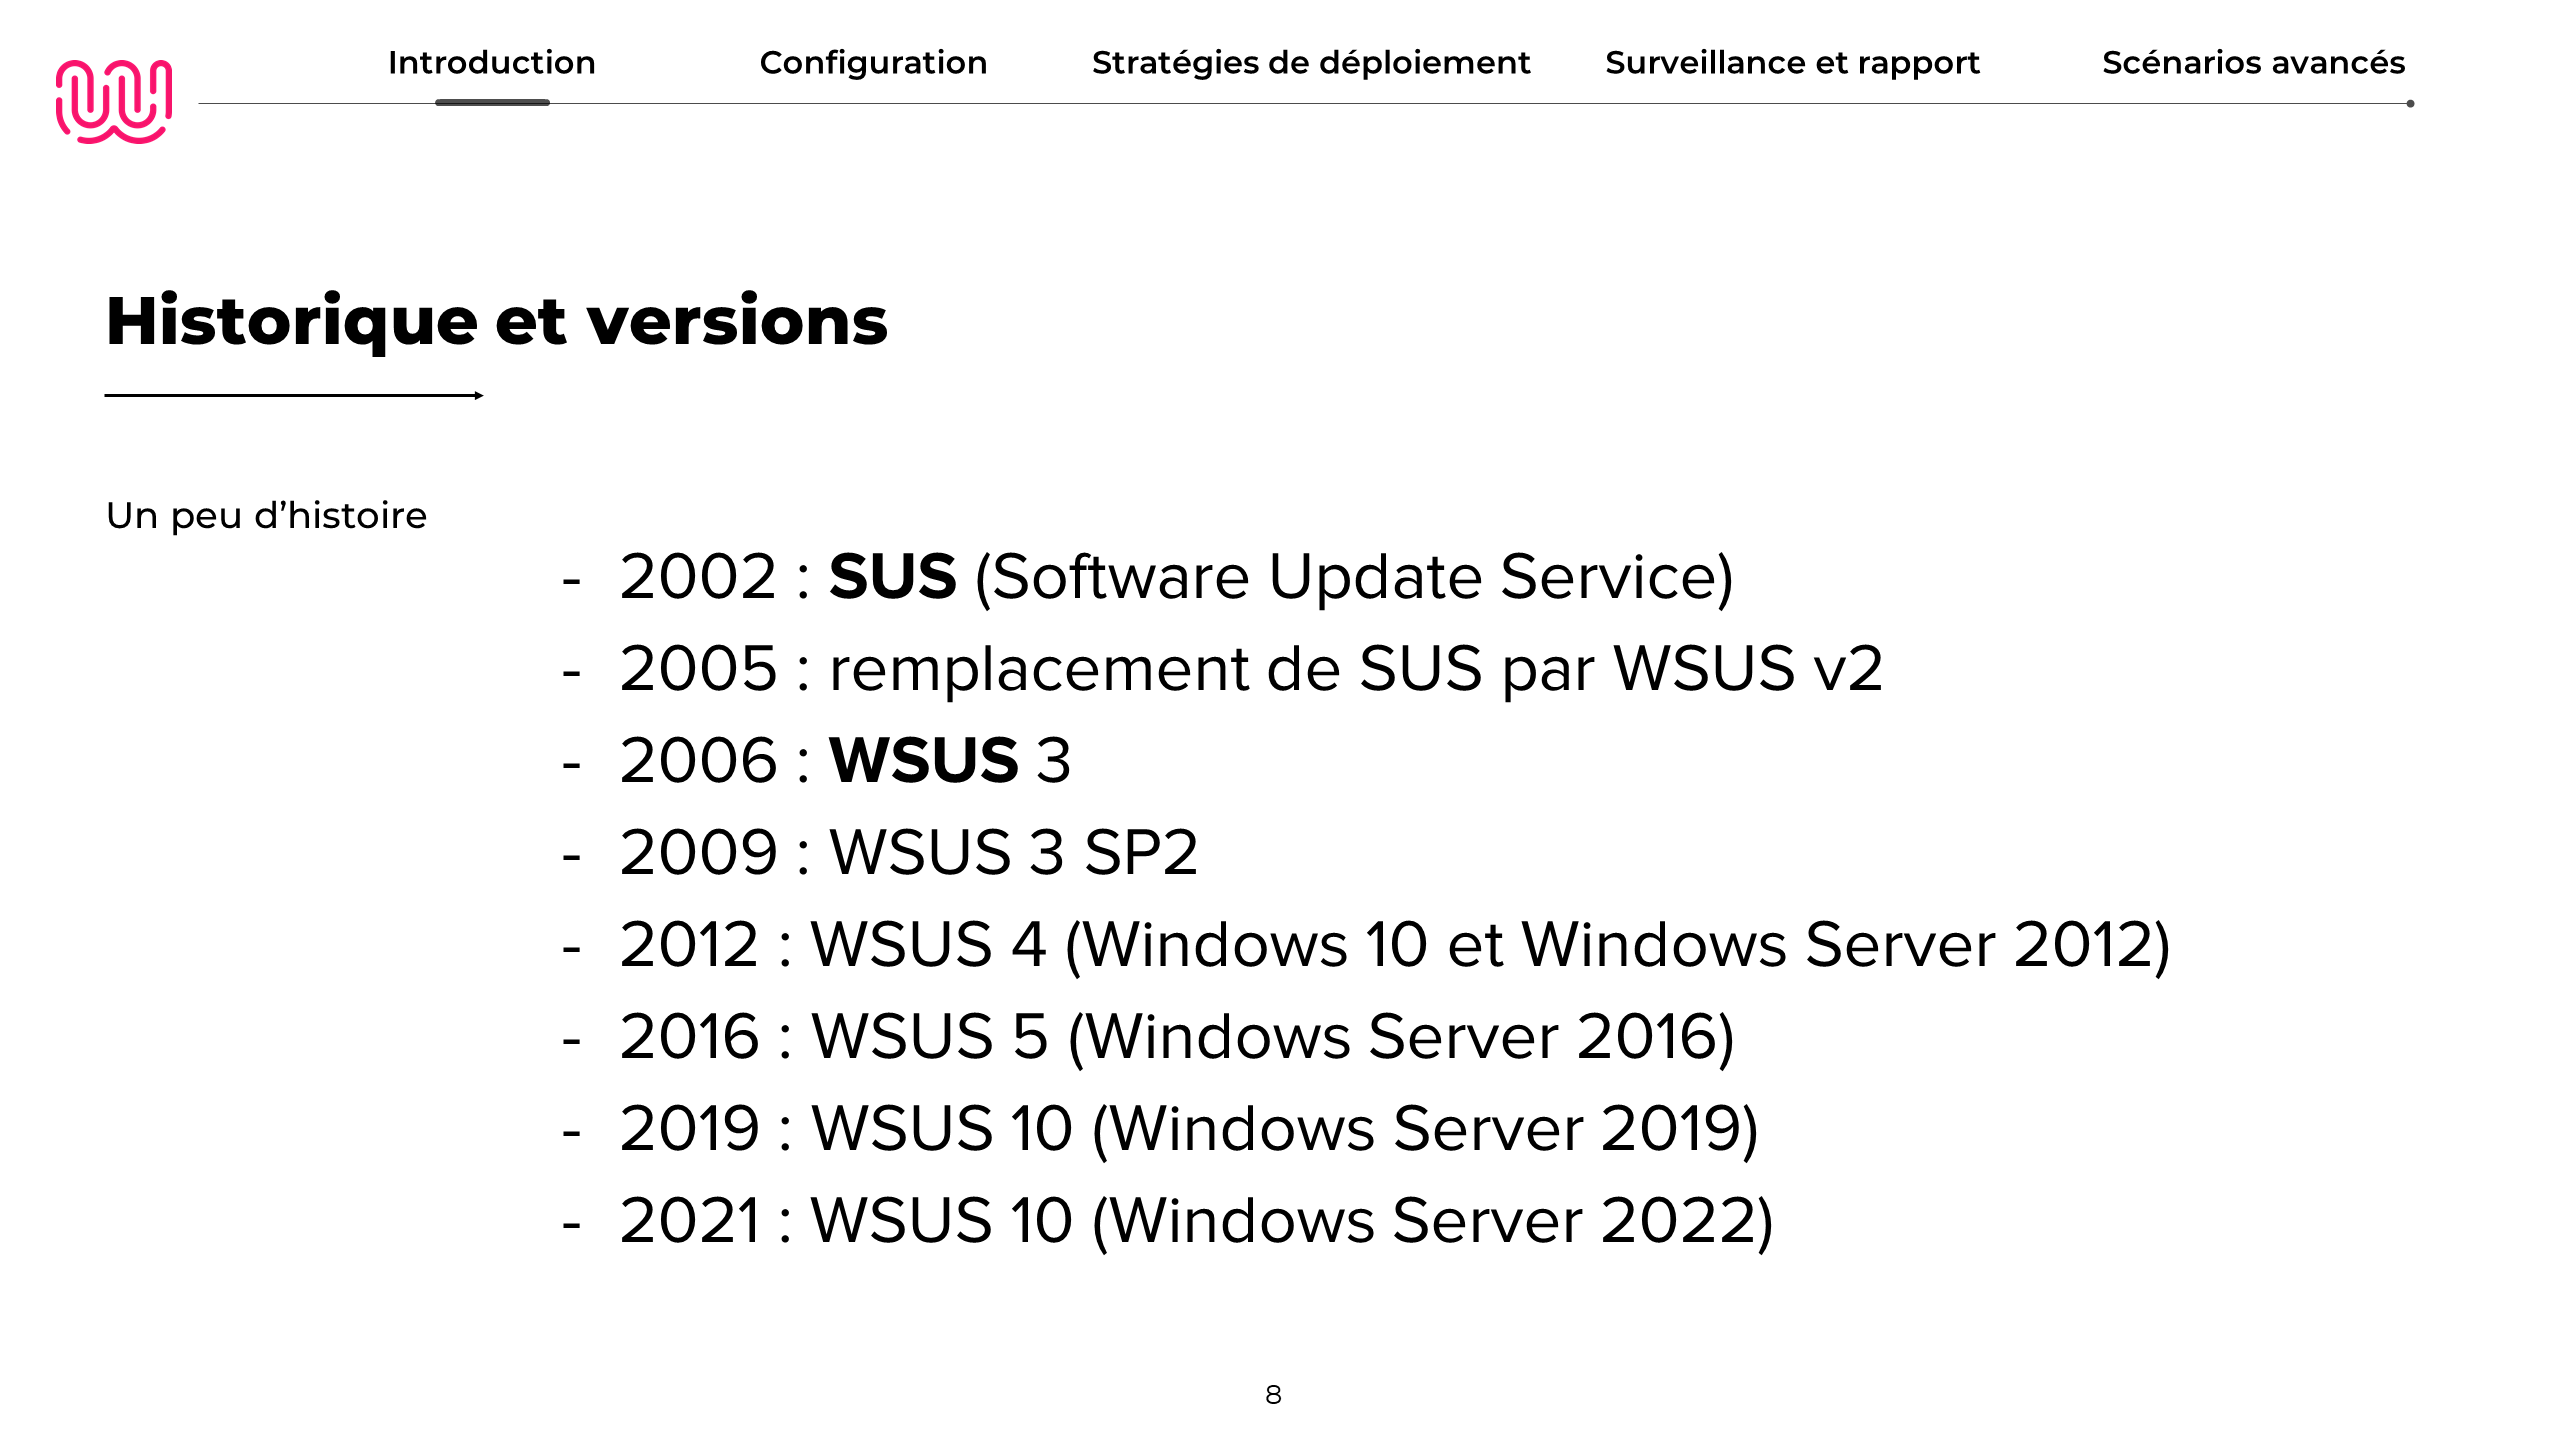 Introduction
Configuration
Stratégies de déploiement
Surveillance et rapport
Scénarios avancés
Historique et versions
Un peu d’histoire
- 2002 : SUS (Software Update Service)
- 2005 : remplacement de SUS par WSUS v2
- 2006 : WSUS 3
- 2009 : WSUS 3 SP2
- 2012 : WSUS 4 (Windows 10 et Windows Server 2012)
- 2016 : WSUS 5 (Windows Server 2016)
- 2019 : WSUS 10 (Windows Server 2019)
- 2021 : WSUS 10 (Windows Server 2022)
8